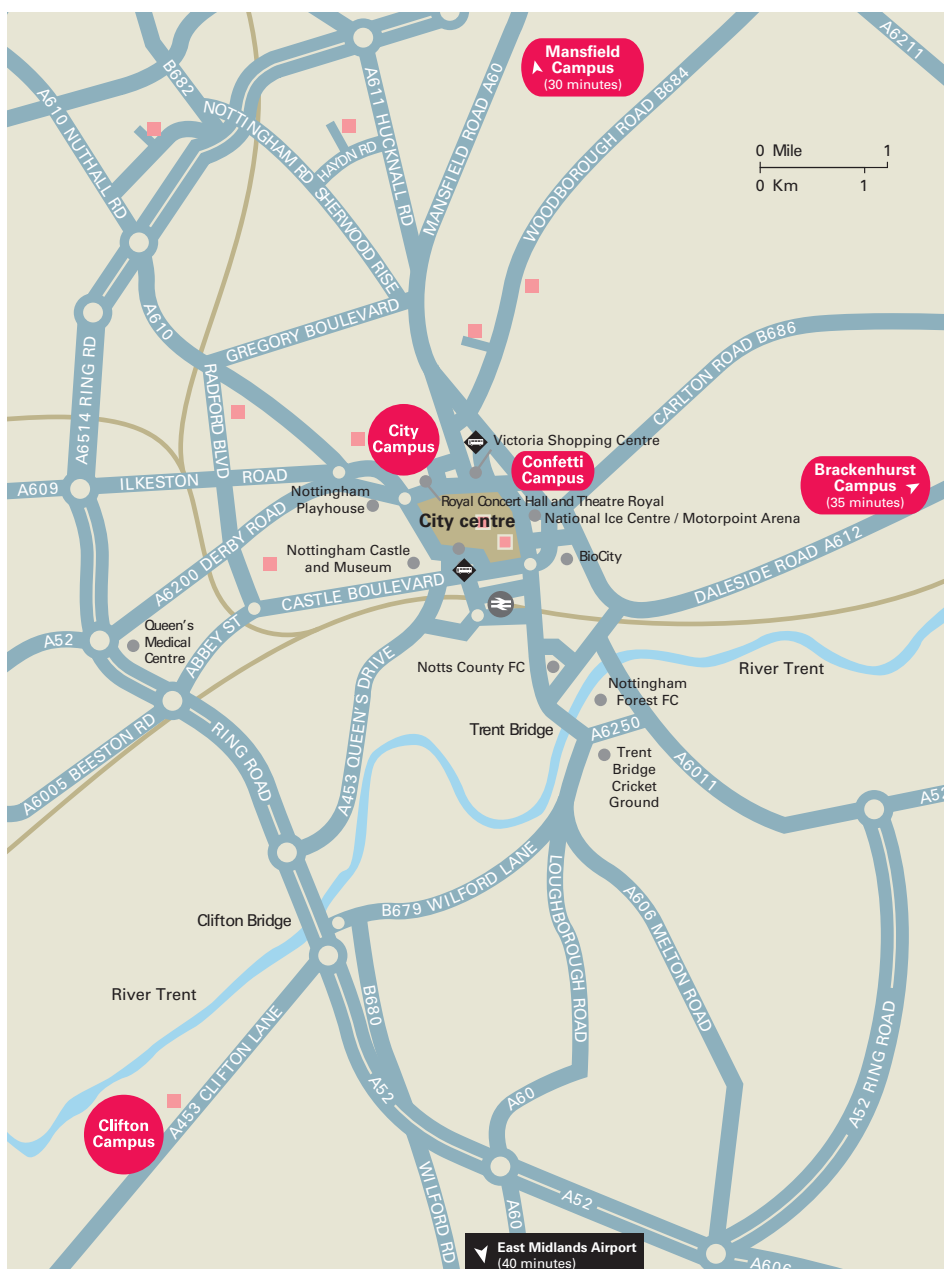 A6211
Mansfield
Campus
(30 minutes)
B682
A611 HUCKNALL RD
MANSFIELD ROAD A60
WOODBOROUGH ROAD B684
A610 NUTHALL RD
NOTTINGHAM RD
HAYDN RD
SHERWOOD RISE
0 Mile 1
0 Km 1
A610
GREGORY BOULEVARD
A6514 RING RD
RADFORD BLVD
CARLTON ROAD B686
City
Campus
Victoria Shopping Centre
Confetti
Campus
Brackenhurst
Campus
(35 minutes)
A609
ILKESTON ROAD
Nottingham
Playhouse
Royal Concert Hall and Theatre Royal
City centre
National Ice Centre / Motorpoint Arena
A6200 DERBY ROAD
Nottingham Castle
and Museum
BioCity
DALESIDE ROAD A612
CASTLE BOULEVARD
A52
Queen's
Medical
Centre
ABBEY ST
Notts County FC
River Trent
Nottingham
Forest FC
Trent Bridge
A6250
A6005 BEESTON RD
RING ROAD
A453 QUEEN'S DRIVE
Trent
Bridge
Cricket
Ground
A6011
A52
B679 WILFORD LANE
LOUGHBOROUGH ROAD
A606 MELTON ROAD
Clifton Bridge
River Trent
B680
A453 CLIFTON LANE
A52 RING ROAD
A52
A60
Clifton
Campus
WILFORD RD
A60
A52
East Midlands Airport
(40 minutes)
A606